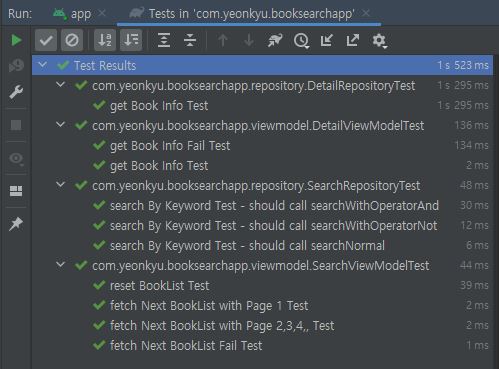 Run: app Tests in 'com.yeonkyu.booksearchapp'
Test Results 1 s 523 ms
com.yeonkyu.booksearchapp.repository.DetailRepositoryTest 1 s 295 ms
get Book Info Test 1 s 295 ms
com.yeonkyu.booksearchapp.viewmodel.DetailViewModelTest 136 ms
get Book Info Fail Test 134 ms
get Book Info Test 2 ms
com.yeonkyu.booksearchapp.repository.SearchRepositoryTest 48 ms
search By Keyword Test - should call searchWithOperatorAnd 30 ms
search By Keyword Test - should call searchWithOperatorNot 12 ms
search By Keyword Test - should call searchNormal 6 ms
com.yeonkyu.booksearchapp.viewmodel.SearchViewModelTest 44 ms
reset BookList Test 39 ms
fetch Next BookList with Page 1 Test 2 ms
fetch Next BookList with Page 2,3,4,, Test 2 ms
fetch Next BookList Fail Test 1 ms